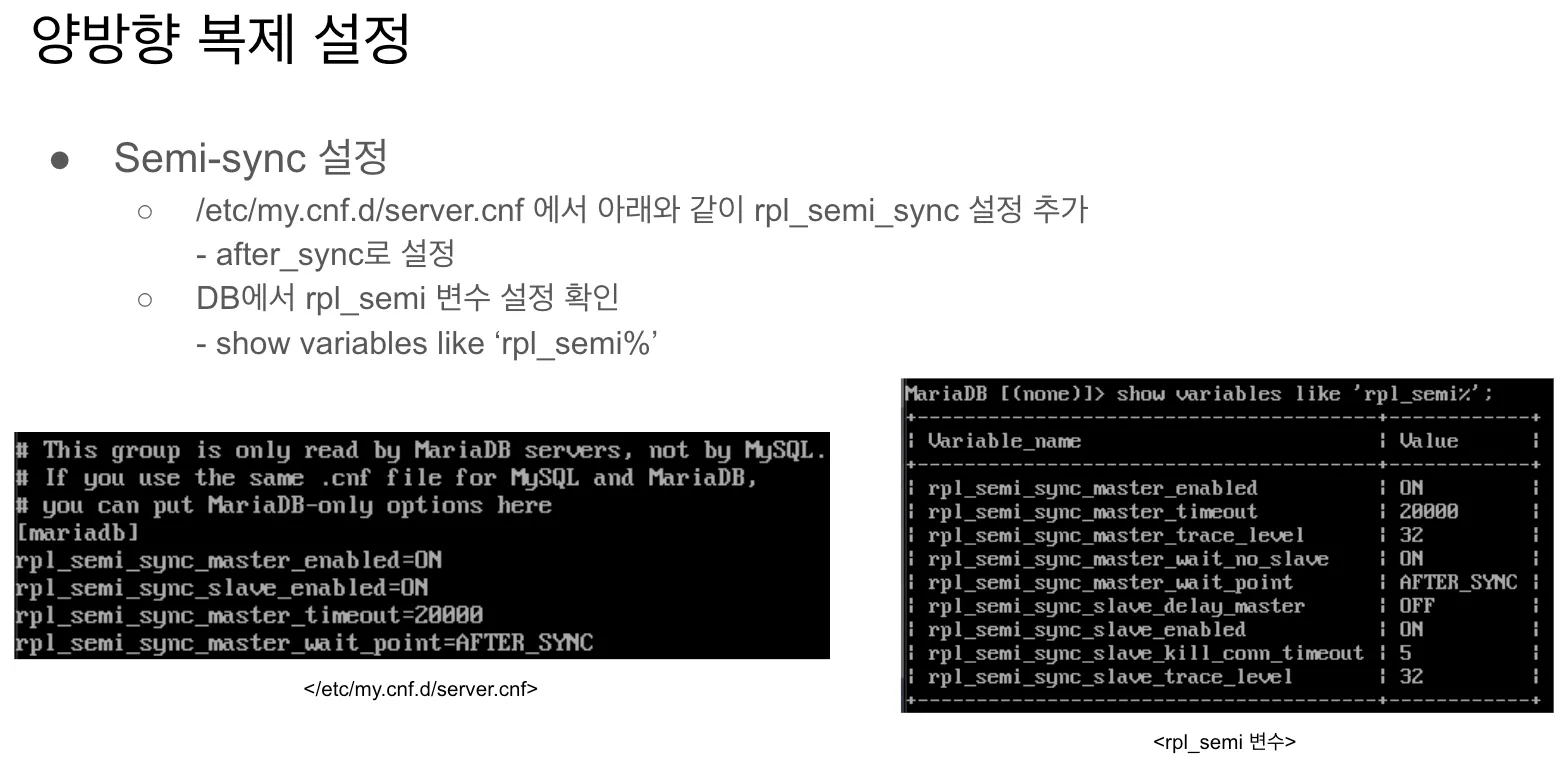 양방향 복제 설정
● Semi-sync 설정
○ /etc/my.cnf.d/server.cnf 에서 아래와 같이 rpl_semi_sync 설정 추가
- after_sync로 설정
○ DB에서 rpl_semi 변수 설정 확인
- show variables like ‘rpl_semi%’
# This group is only read by MariaDB servers, not by MySQL.
# If you use the same .cnf file for MySQL and MariaDB,
# you can put MariaDB-only options here
[mariadb]
rpl_semi_sync_master_enabled=ON
rpl_semi_sync_slave_enabled=ON
rpl_semi_sync_master_timeout=20000
rpl_semi_sync_master_wait_point=AFTER_SYNC
</etc/my.cnf.d/server.cnf>
MariaDB [(none)]> show variables like 'rpl_semi%';
+---------------------------------------+------------+
| Variable_name | Value |
+---------------------------------------+------------+
| rpl_semi_sync_master_enabled | ON |
| rpl_semi_sync_master_timeout | 20000 |
| rpl_semi_sync_master_trace_level | 32 |
| rpl_semi_sync_master_wait_no_slave | ON |
| rpl_semi_sync_master_wait_point | AFTER_SYNC |
| rpl_semi_sync_slave_delay_master | OFF |
| rpl_semi_sync_slave_enabled | ON |
| rpl_semi_sync_slave_kill_conn_timeout | 5 |
| rpl_semi_sync_slave_trace_level | 32 |
+---------------------------------------+------------+
<rpl_semi 변수>